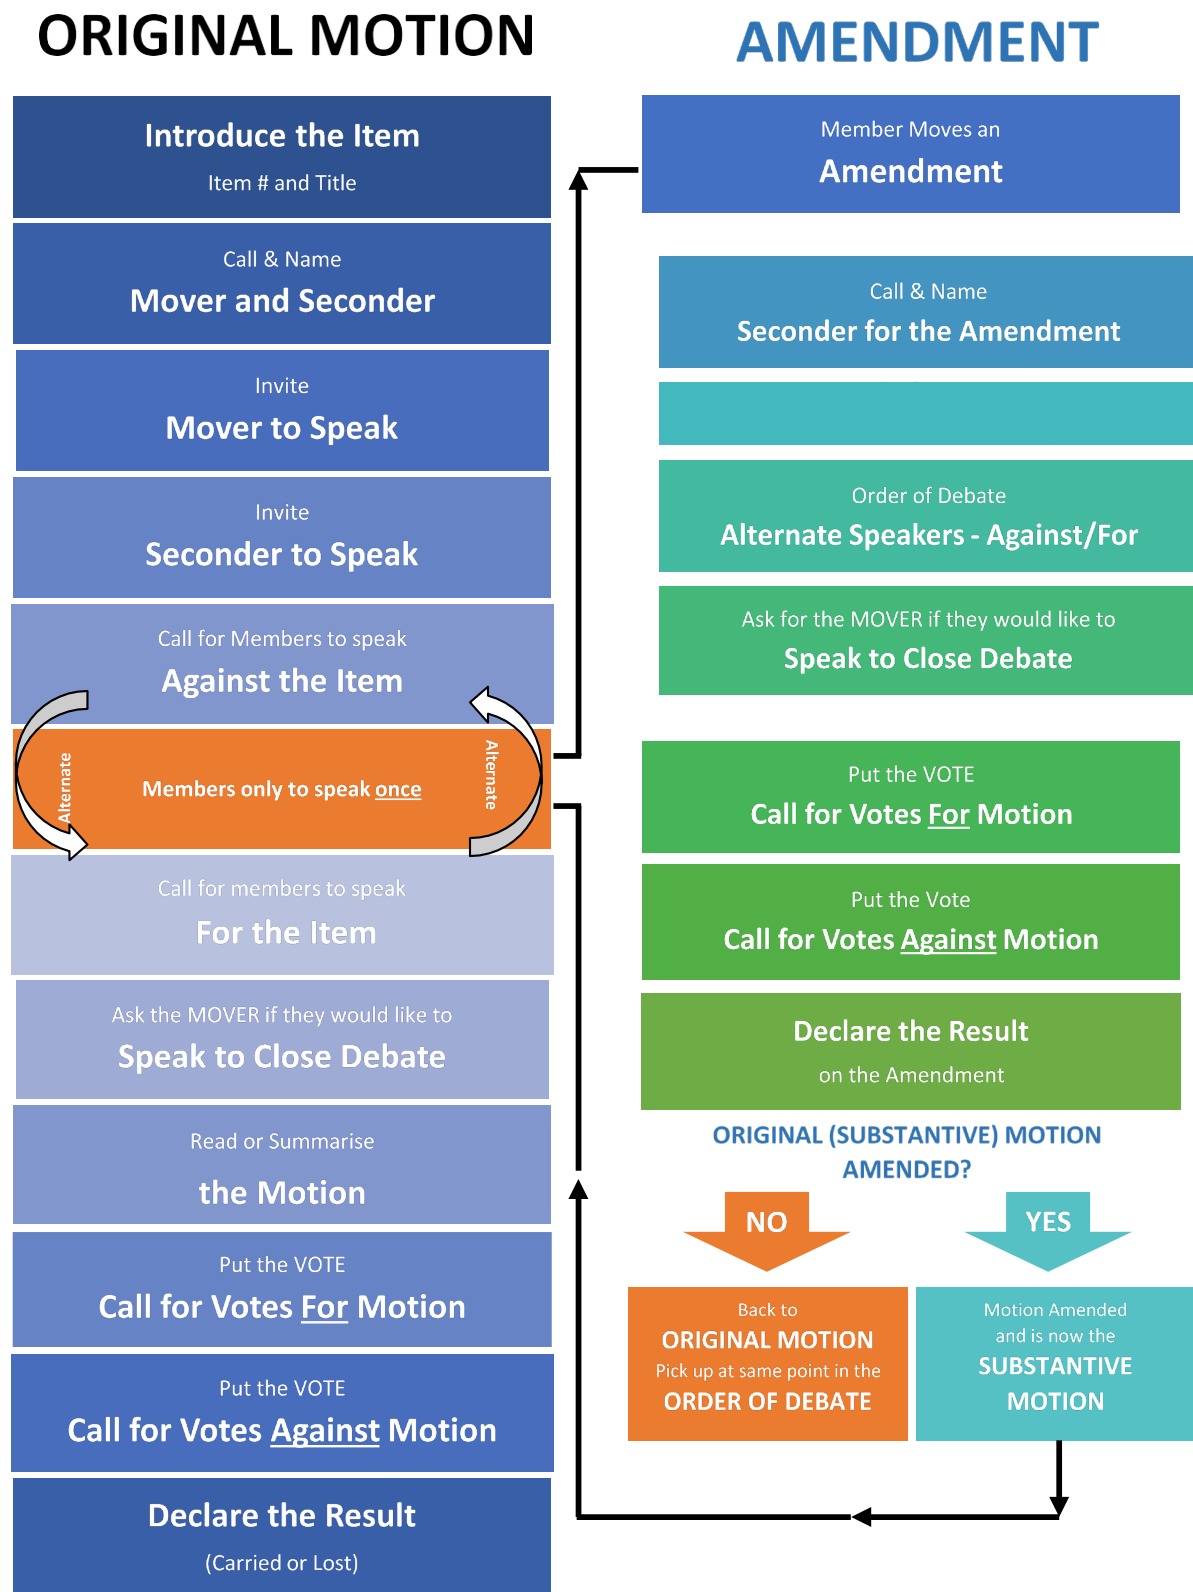 ORIGINAL MOTION
Introduce the Item
Item # and Title
Call & Name
Mover and Seconder
Invite
Mover to Speak
Invite
Seconder to Speak
Call for Members to speak
Against the Item
Alternate
Members only to speak once
Alternate
Call for members to speak
For the Item
Ask the MOVER if they would like to
Speak to Close Debate
Read or Summarise
the Motion
Put the VOTE
Call for Votes For Motion
Put the VOTE
Call for Votes Against Motion
Declare the Result
(Carried or Lost)
AMENDMENT
Member Moves an
Amendment
Call & Name
Seconder for the Amendment
Order of Debate
Alternate Speakers - Against/For
Ask for the MOVER if they would like to
Speak to Close Debate
Put the VOTE
Call for Votes For Motion
Put the Vote
Call for Votes Against Motion
Declare the Result
on the Amendment
ORIGINAL (SUBSTANTIVE) MOTION
AMENDED?
NO
Back to
ORIGINAL MOTION
Pick up at same point in the
ORDER OF DEBATE
YES
Motion Amended
and is now the
SUBSTANTIVE
MOTION